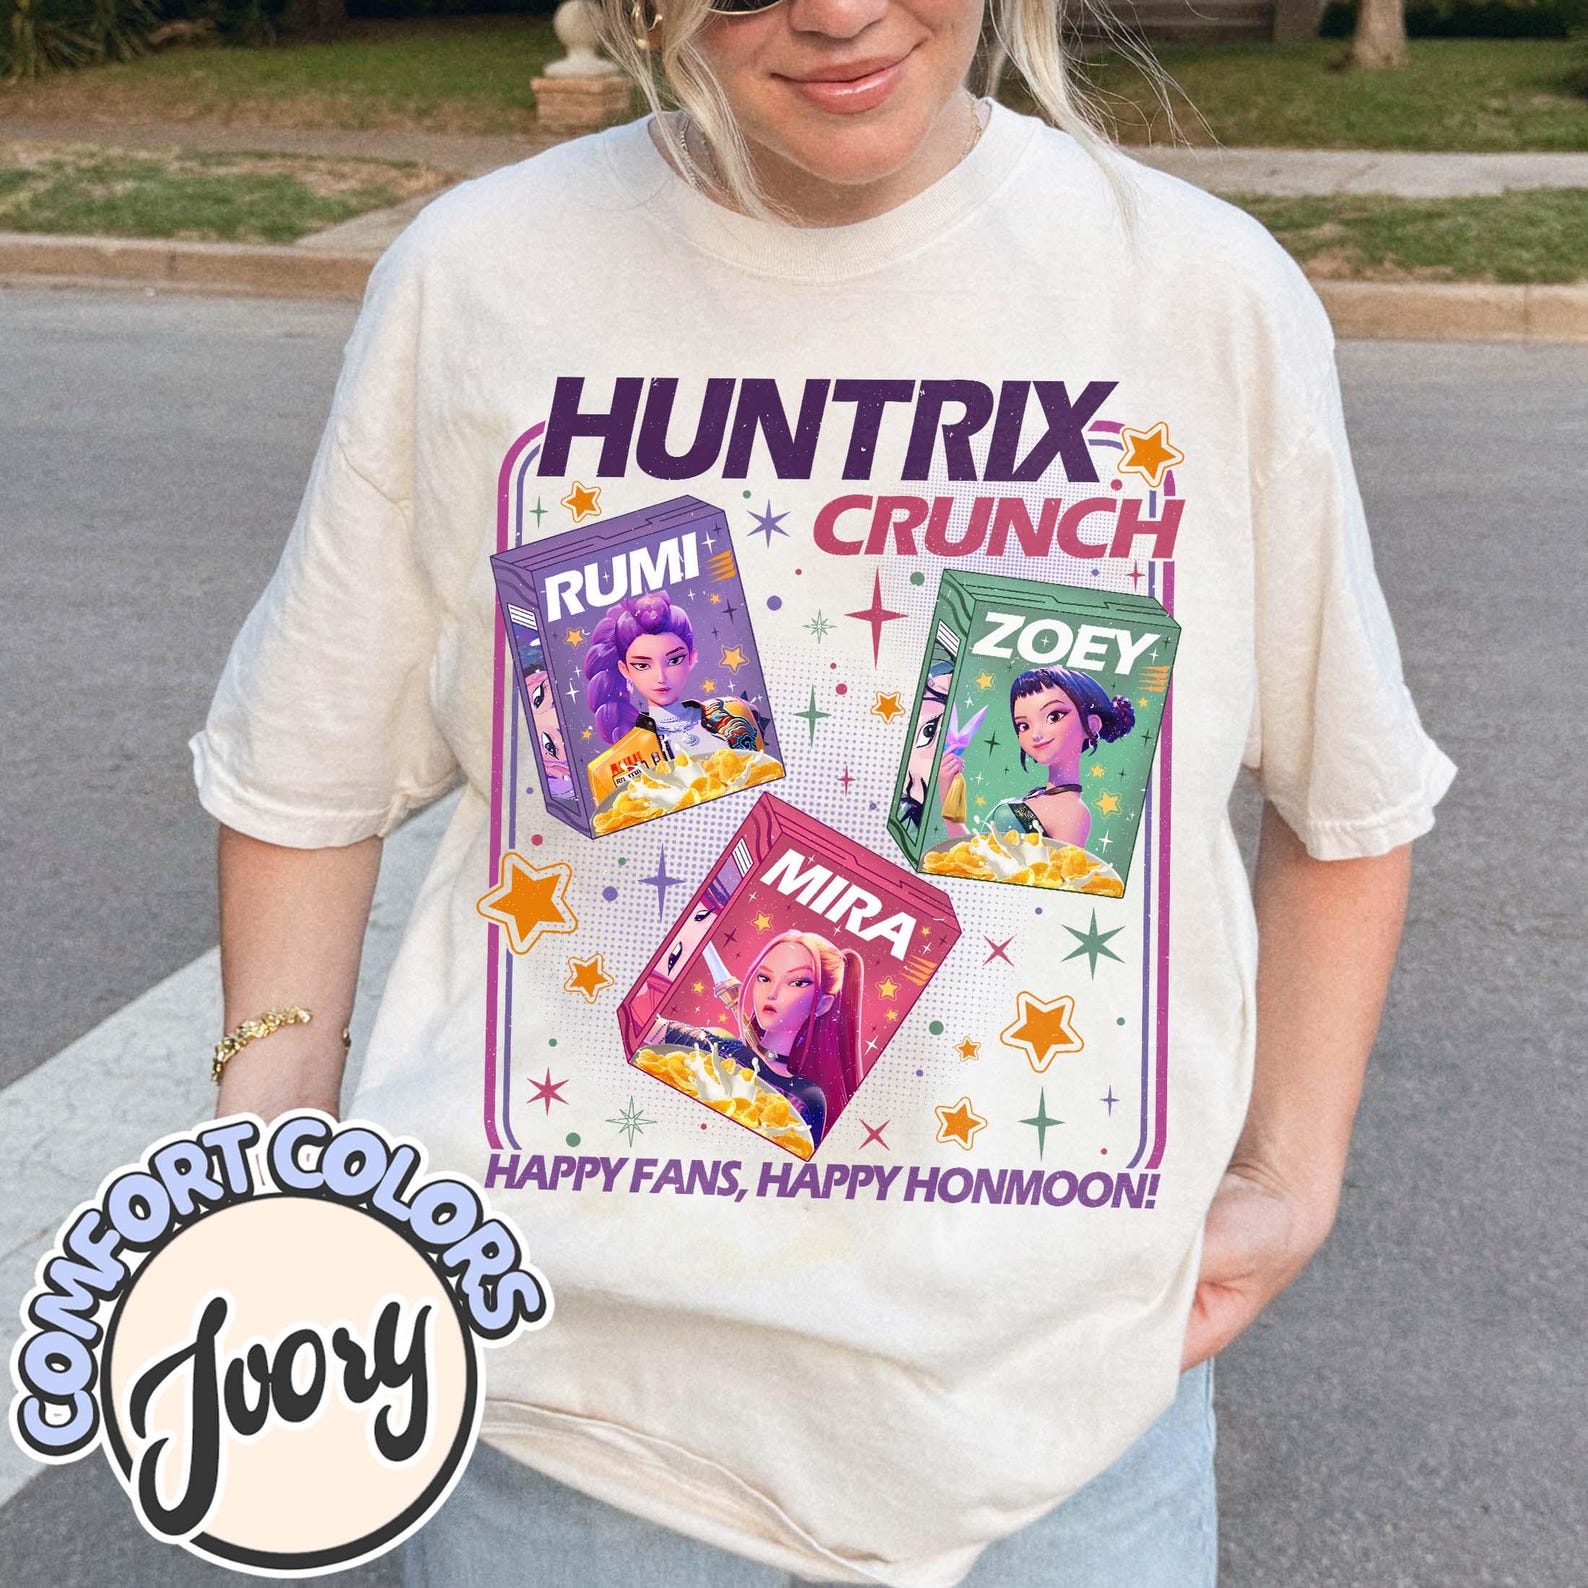 HUNTRIX
CRUNCH
RUMI
ZOEY
MIRA
HAPPY FANS, HAPPY HONMOON!
COMFORT COLORS
Ivory